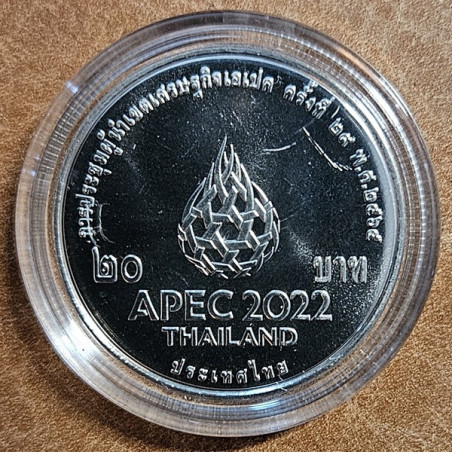 การประชุมผู้นำเขตเศรษฐกิจเอเปค ครั้งที่ ๒๙ พ.ศ.๒๕๖๕
๒๐ บาท
APEC 2022
THAILAND
ประเทศไทย